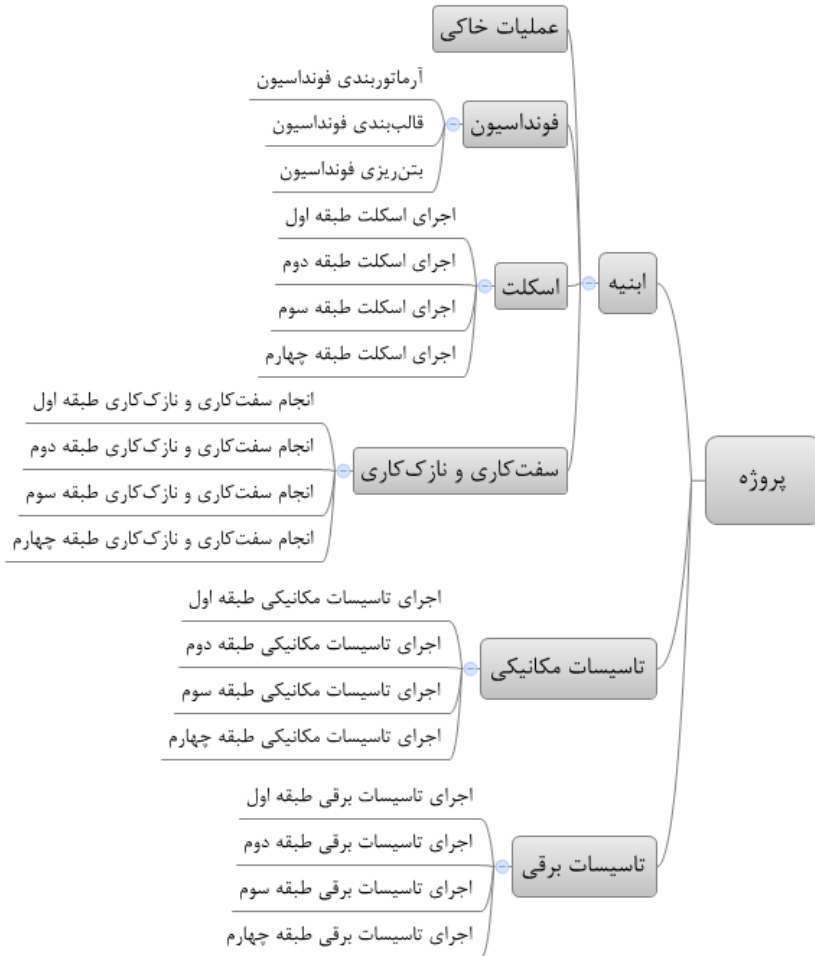 پروژه
ابنیه
عملیات خاکی
فونداسیون
آرماتوربندی فونداسیون
قالب‌بندی فونداسیون
بتن‌ریزی فونداسیون
اسکلت
اجرای اسکلت طبقه اول
اجرای اسکلت طبقه دوم
اجرای اسکلت طبقه سوم
اجرای اسکلت طبقه چهارم
سفت‌کاری و نازک‌کاری
انجام سفت‌کاری و نازک‌کاری طبقه اول
انجام سفت‌کاری و نازک‌کاری طبقه دوم
انجام سفت‌کاری و نازک‌کاری طبقه سوم
انجام سفت‌کاری و نازک‌کاری طبقه چهارم
تاسیسات مکانیکی
اجرای تاسیسات مکانیکی طبقه اول
اجرای تاسیسات مکانیکی طبقه دوم
اجرای تاسیسات مکانیکی طبقه سوم
اجرای تاسیسات مکانیکی طبقه چهارم
تاسیسات برقی
اجرای تاسیسات برقی طبقه اول
اجرای تاسیسات برقی طبقه دوم
اجرای تاسیسات برقی طبقه سوم
اجرای تاسیسات برقی طبقه چهارم